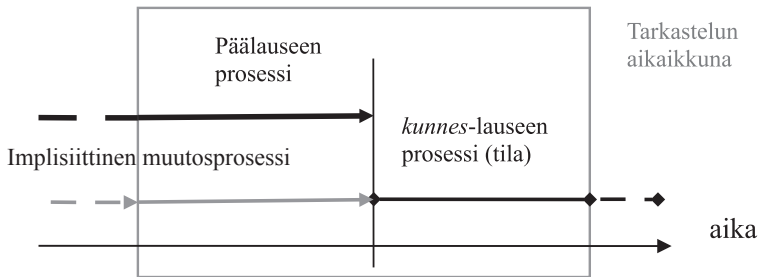 Päälauseen
prosessi
Tarkastelun
aikaikkuna
kunnes-lauseen
prosessi (tila)
Implisiittinen muutosprosessi
aika